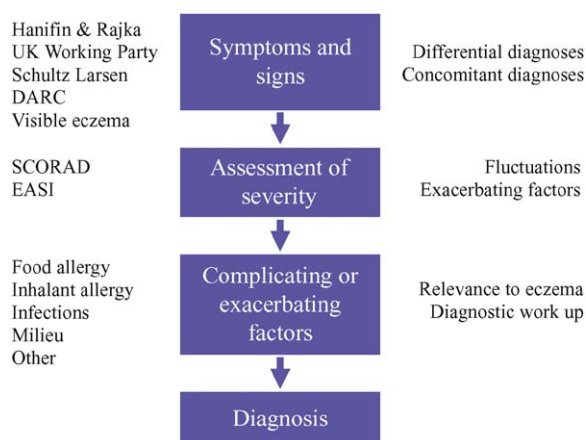 Hanifin & Rajka
UK Working Party
Schultz Larsen
DARC
Visible eczema
Symptoms and
signs
Differential diagnoses
Concomitant diagnoses
SCORAD
EASI
Assessment of
severity
Fluctuations
Exacerbating factors
Food allergy
Inhalant allergy
Infections
Milieu
Other
Complicating or
exacerbating
factors
Relevance to eczema
Diagnostic work up
Diagnosis